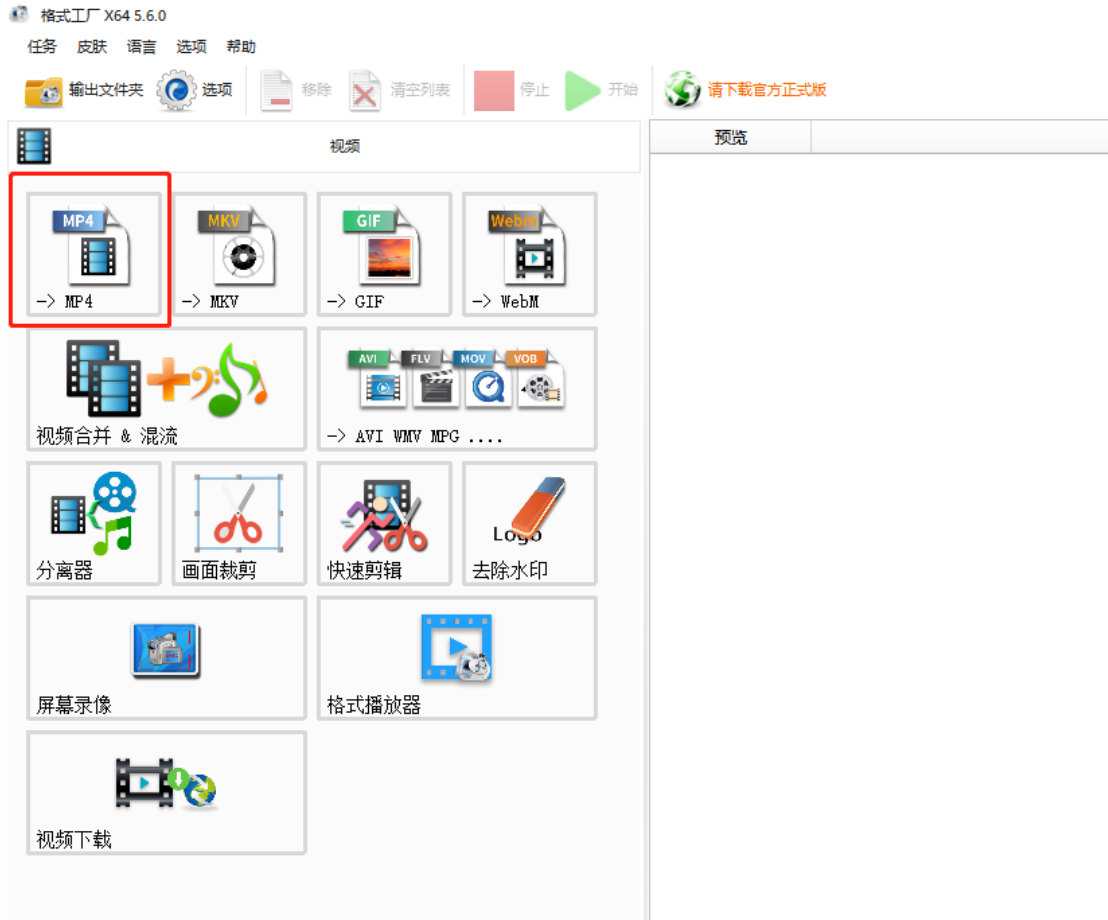 格式工厂 X64 5.6.0
任务 皮肤 语言 选项 帮助
输出文件夹 选项 移除 清空列表 停止 开始 请下载官方正式版
视频 预览
MP4 MKV GIF Webm
-> MP4 -> MKV -> GIF -> WebM
AVI FLV MOV VOB
视频合并 & 混流 -> AVI WMV MPG ....
Logo
分离器 画面裁剪 快速剪辑 去除水印
屏幕录像 格式播放器
视频下载